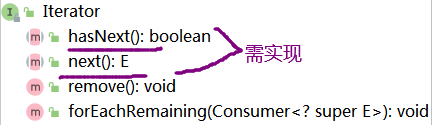 Iterator
hasNext(): boolean
next(): E
需实现
remove(): void
forEachRemaining(Consumer<? super E>): void